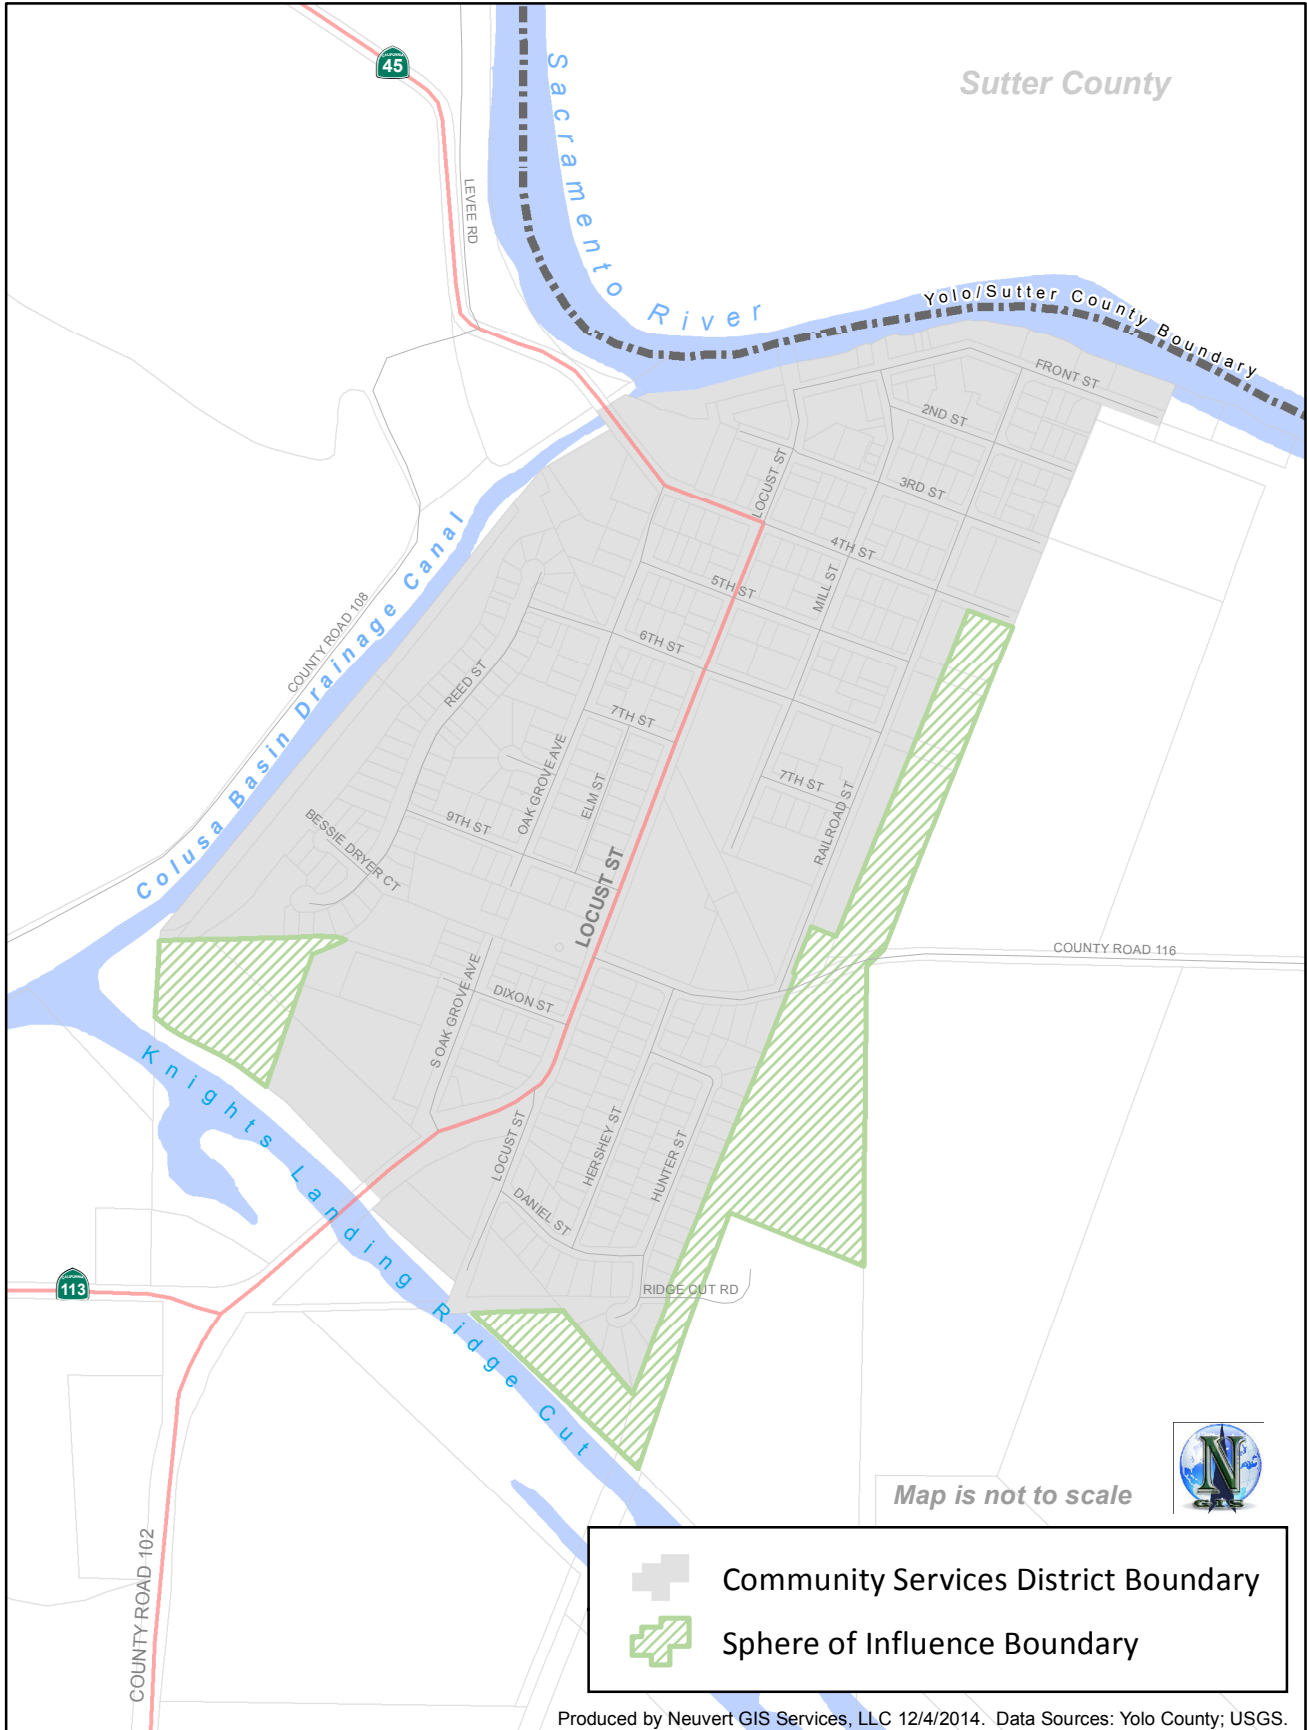 CALIFORNIA
45
Sutter County
Sacramento River
LEVEE RD
Yolo/Sutter County Boundary
FRONT ST
2ND ST
3RD ST
LOCUST ST
4TH ST
5TH ST
MILL ST
6TH ST
COUNTY ROAD 108
Colusa Basin Drainage Canal
REED ST
7TH ST
OAK GROVE AVE
ELM ST
7TH ST
RAILROAD ST
9TH ST
BESSIE DRYER CT
LOCUST ST
COUNTY ROAD 116
S OAK GROVE AVE
DIXON ST
Knights Landing Ridge Cut
LOCUST ST
HERSHEY ST
HUNTER ST
DANIEL ST
RIDGE CUT RD
CALIFORNIA
113
COUNTY ROAD 102
Map is not to scale
N
GIS
Community Services District Boundary
Sphere of Influence Boundary
Produced by Neuvert GIS Services, LLC 12/4/2014. Data Sources: Yolo County; USGS.